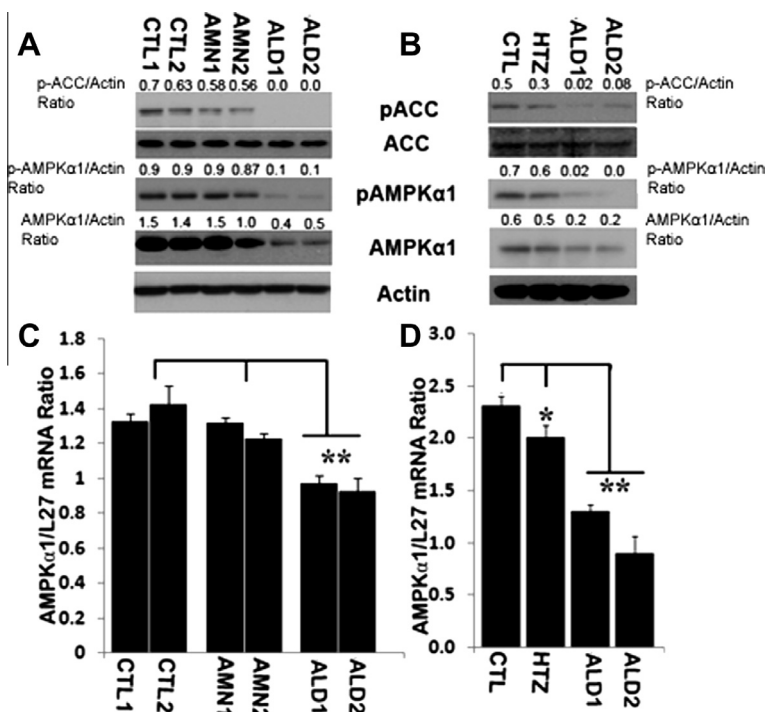 A
CTL1 CTL2 AMN1 AMN2 ALD1 ALD2
p-ACC/Actin Ratio
0.7 0.63 0.58 0.56 0.0 0.0
p-AMPKα1/Actin Ratio
0.9 0.9 0.9 0.87 0.1 0.1
AMPKα1/Actin Ratio
1.5 1.4 1.5 1.0 0.4 0.5
pACC
ACC
pAMPKα1
AMPKα1
Actin
B
CTL HTZ ALD1 ALD2
0.5 0.3 0.02 0.08
p-ACC/Actin Ratio
0.7 0.6 0.02 0.0
p-AMPKα1/Actin Ratio
0.6 0.5 0.2 0.2
AMPKα1/Actin Ratio
C
AMPKα1/L27 mRNA Ratio
1.8
1.6
1.4
1.2
1
0.8
0.6
0.4
0.2
0
**
CTL1 CTL2 AMN1 AMN2 ALD1 ALD2
D
AMPKα1/L27 mRNA Ratio
2.5
2.0
1.5
1.0
0.5
0.0
*
**
CTL HTZ ALD1 ALD2